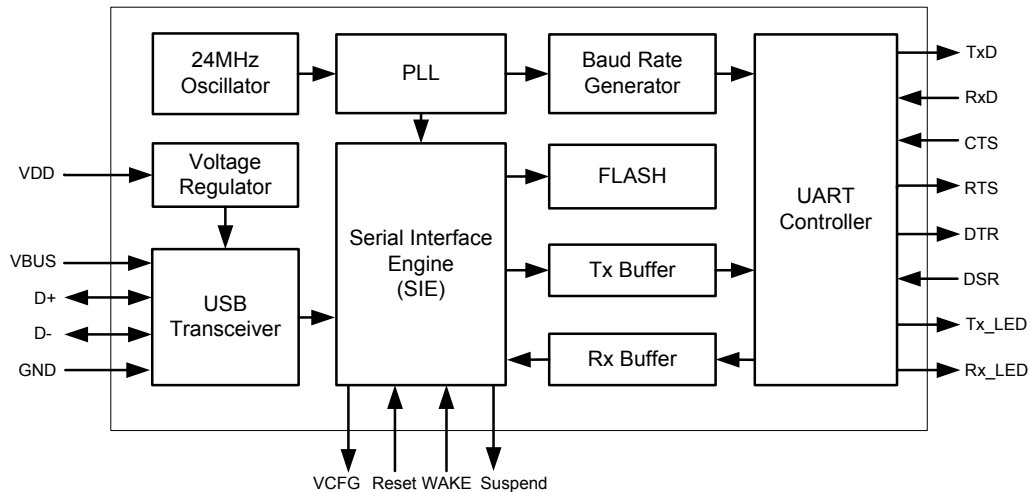 24MHz
Oscillator
PLL
Baud Rate
Generator
TxD
RxD
CTS
RTS
DTR
DSR
Tx_LED
Rx_LED
VDD
Voltage
Regulator
FLASH
UART
Controller
Serial Interface
Engine
(SIE)
Tx Buffer
VBUS
D+
D-
GND
USB
Transceiver
Rx Buffer
VCFG
Reset
WAKE
Suspend